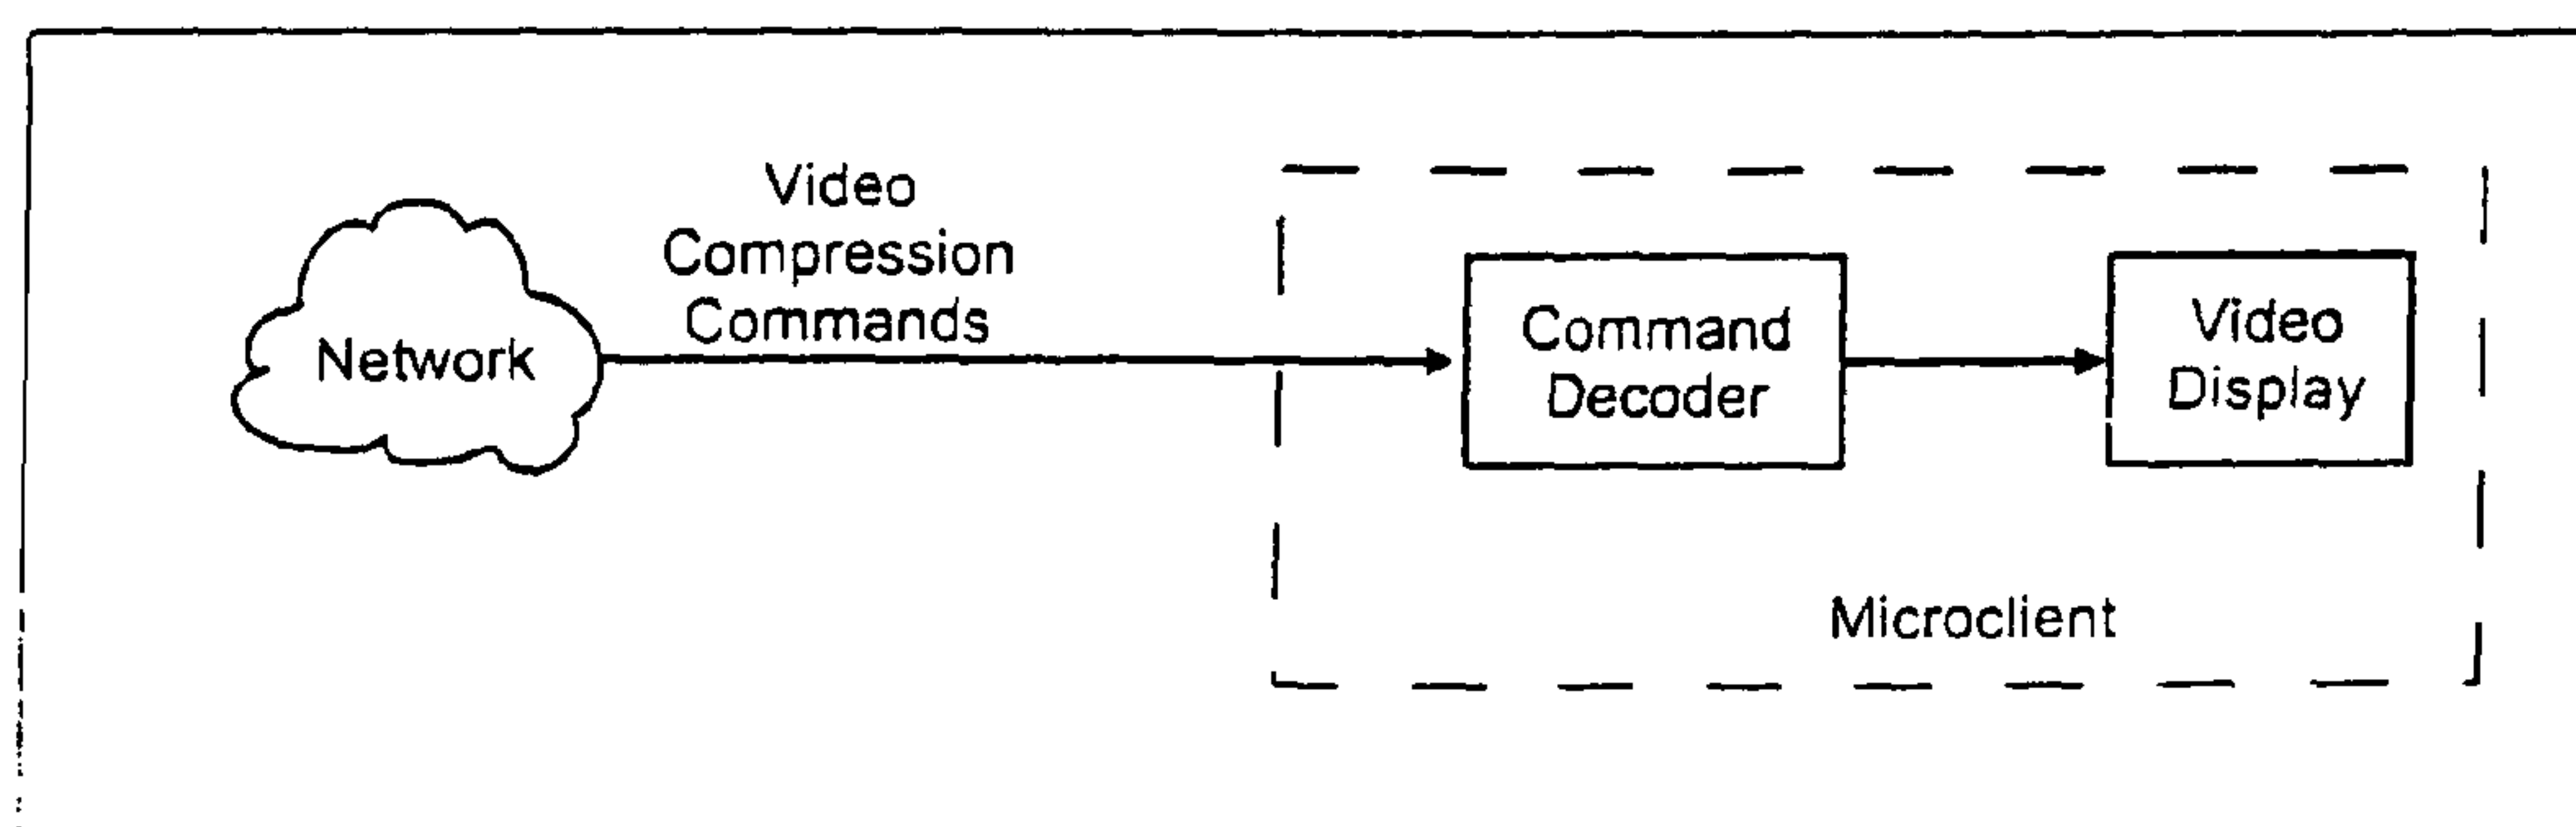 Video
Compression
Commands
Network
Command
Decoder
Video
Display
Microclient